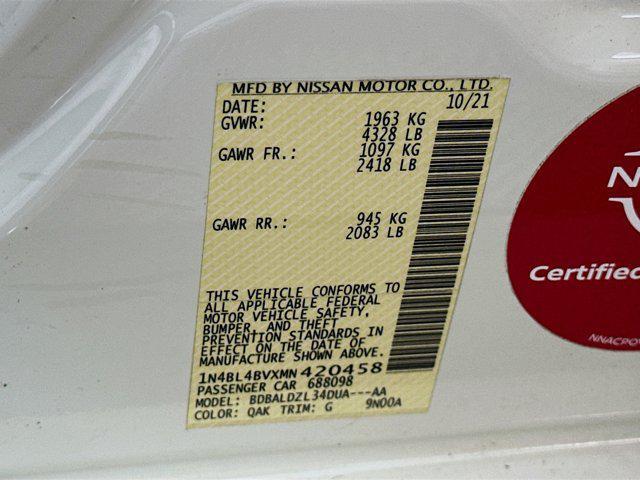 MFD BY NISSAN MOTOR CO., LTD.
DATE: 10/21
GVWR: 1963 KG
4328 LB
GAWR FR.: 1097 KG
2418 LB
GAWR RR.: 945 KG
2083 LB
THIS VEHICLE CONFORMS TO
ALL APPLICABLE FEDERAL
MOTOR VEHICLE SAFETY,
BUMPER, AND THEFT
PREVENTION STANDARDS IN
EFFECT ON THE DATE OF
MANUFACTURE SHOWN ABOVE.
1N4BL4BVXMN420458
PASSENGER CAR 688098
MODEL: BDBALDZL34DUA---AA
COLOR: QAK TRIM: G 9N00A
Certified